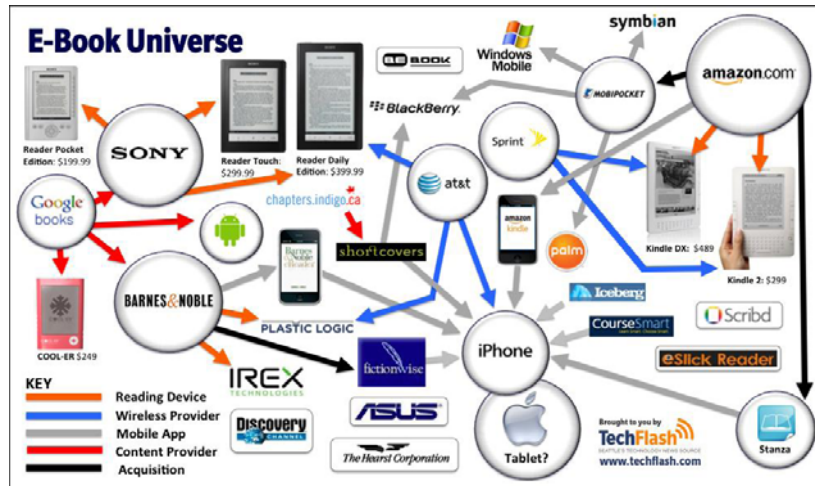 E-Book Universe
Reader Pocket
Edition: $199.99
SONY
Reader Touch:
$299.99
Reader Daily
Edition: $399.99
BEBOOK
BlackBerry
Windows
Mobile
symbian
MOBIPOCKET
amazon.com
Sprint
at&t
Google
books
chapters.indigo.ca
shortcovers
Barnes
&Noble
eReader
amazon
kindle
palm
Kindle DX: $489
Kindle 2: $299
BARNES&NOBLE
PLASTIC LOGIC
Iceberg
CourseSmart
Scribd
iPhone
COOL-ER $249
IREX
TECHNOLOGIES
fictionwise
eSlick Reader
KEY
Reading Device
Wireless Provider
Mobile App
Content Provider
Acquisition
Discovery
CHANNEL
ASUS
The Hearst Corporation
Tablet?
Brought to you by
TechFlash
SEATTLE'S TECHNOLOGY NEWS SOURCE
www.techflash.com
Stanza